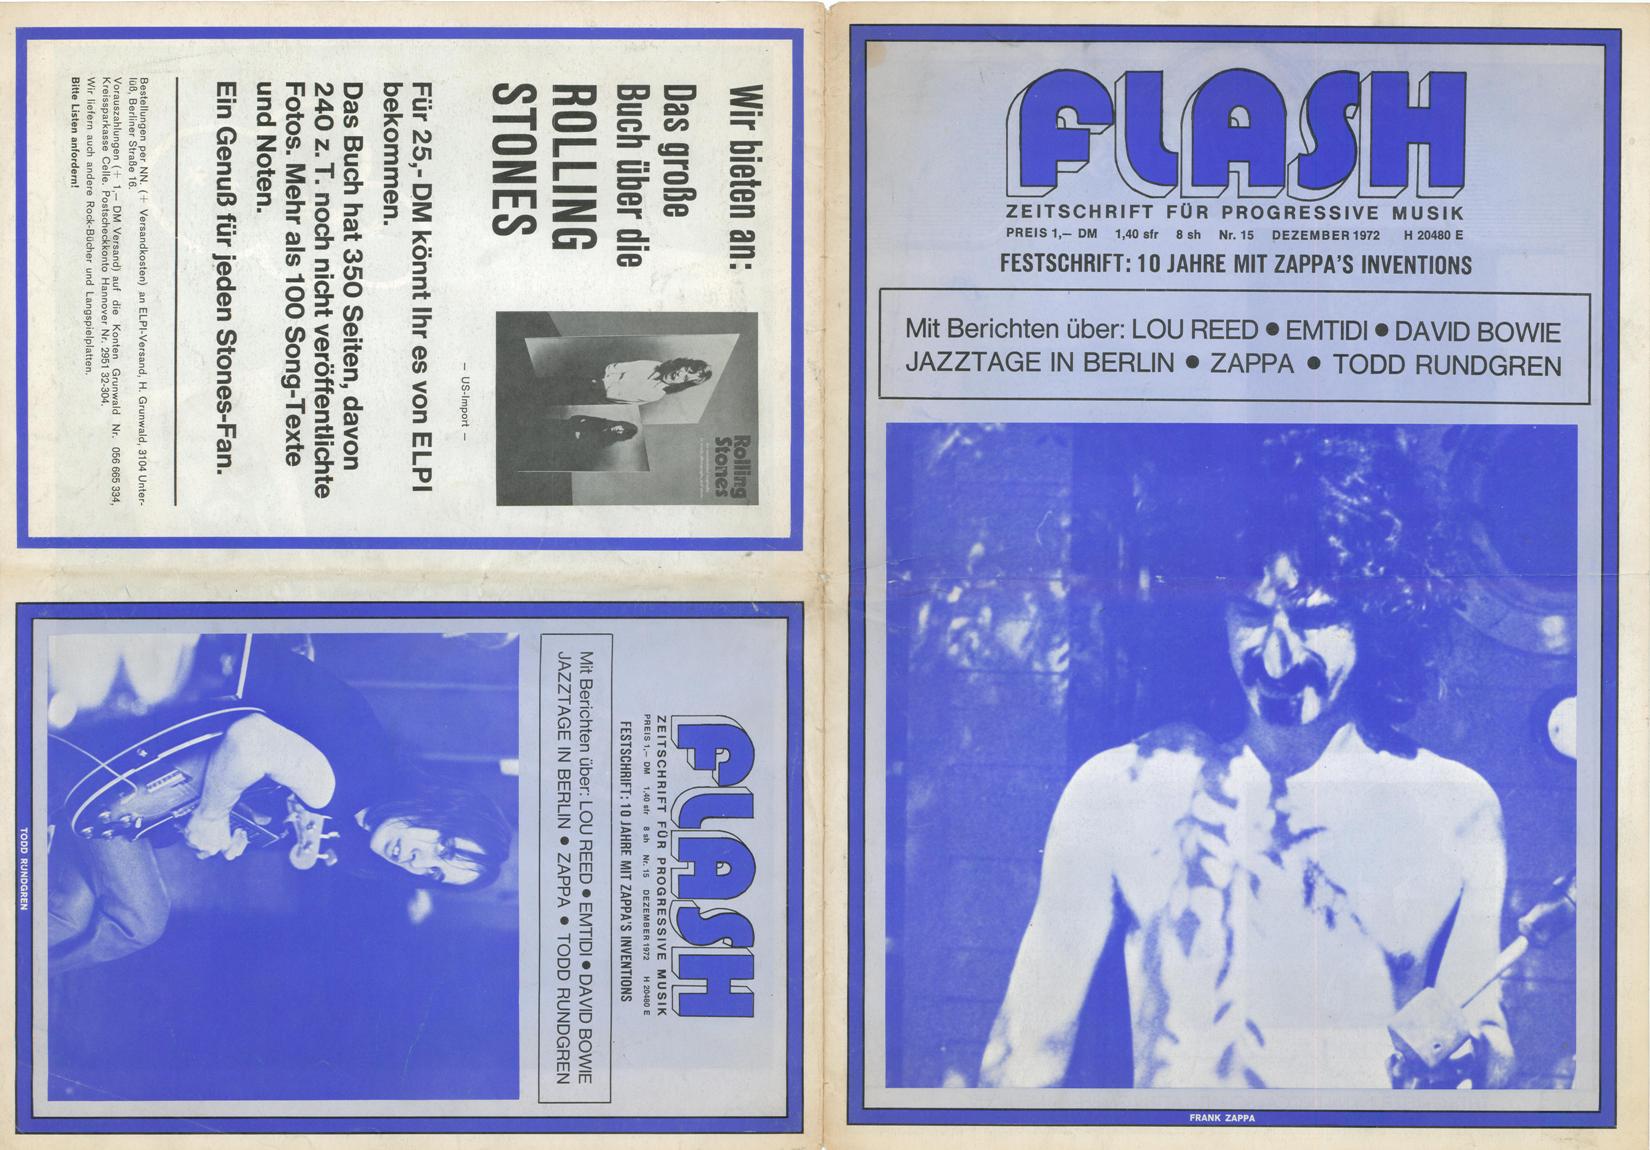 Wir bieten an:
Das große
Buch über die
ROLLING
STONES
Rolling
Stones
— US-Import —
Für 25,- DM könnt Ihr es von ELPI
bekommen.
Das Buch hat 350 Seiten, davon
240 z. T. noch nicht veröffentlichte
Fotos. Mehr als 100 Song-Texte
und Noten.
Ein Genuß für jeden Stones-Fan.
Bestellungen per NN. (+ Versandkosten) an ELPI-Versand, H. Grunwald, 3104 Unter-
lüß, Berliner Straße 16.
Vorauszahlungen (+ 1,— DM Versand) auf die Konten Grunwald Nr. 056 665 334,
Kreissparkasse Celle. Postscheckkonto Hannover Nr. 2951 32-304.
Wir liefern auch andere Rock-Bücher und Langspielplatten.
Bitte Listen anfordern!
FLASH
ZEITSCHRIFT FÜR PROGRESSIVE MUSIK
PREIS 1,— DM 1,40 sfr 8 sh Nr. 15 DEZEMBER 1972 H 20480 E
FESTSCHRIFT: 10 JAHRE MIT ZAPPA'S INVENTIONS
Mit Berichten über: LOU REED ● EMTIDI ● DAVID BOWIE
JAZZTAGE IN BERLIN ● ZAPPA ● TODD RUNDGREN
TODD RUNDGREN
FLASH
ZEITSCHRIFT FÜR PROGRESSIVE MUSIK
PREIS 1,— DM 1,40 sfr 8 sh Nr. 15 DEZEMBER 1972 H 20480 E
FESTSCHRIFT: 10 JAHRE MIT ZAPPA'S INVENTIONS
Mit Berichten über: LOU REED ● EMTIDI ● DAVID BOWIE
JAZZTAGE IN BERLIN ● ZAPPA ● TODD RUNDGREN
FRANK ZAPPA